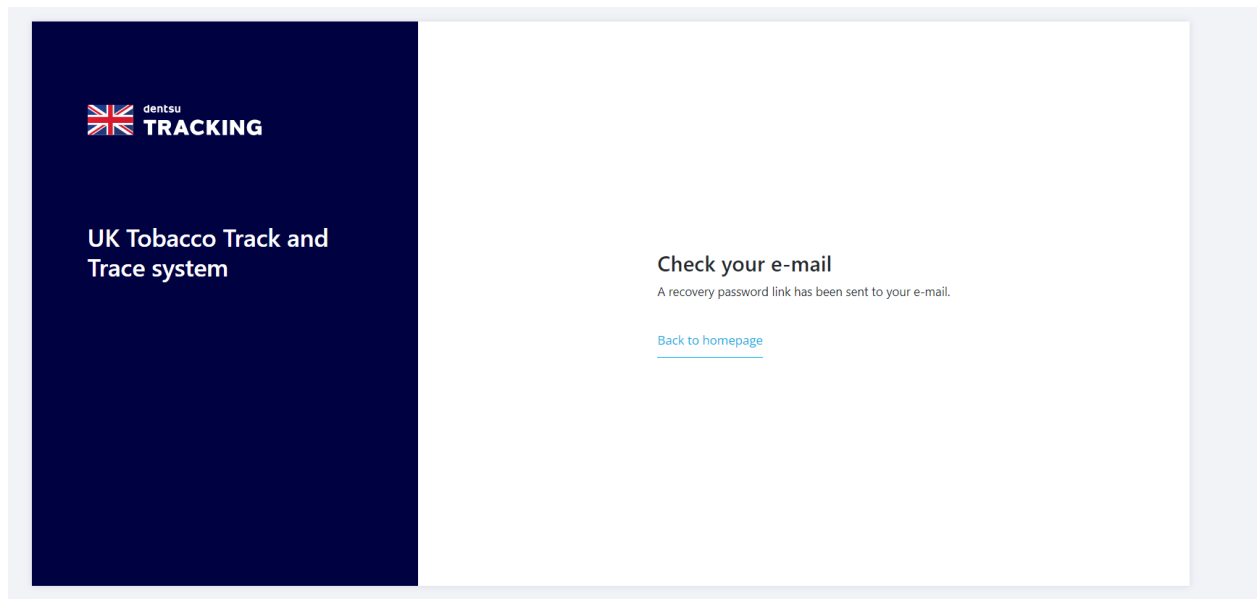 dentsu
TRACKING
UK Tobacco Track and
Trace system
Check your e-mail
A recovery password link has been sent to your e-mail.
Back to homepage